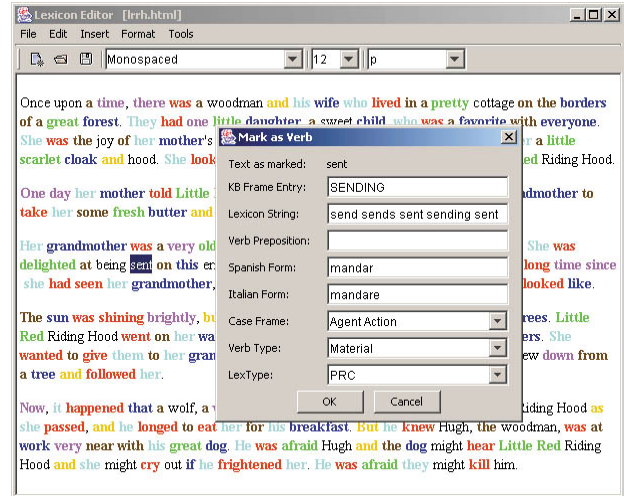 Lexicon Editor [lrrh.html]
File Edit Insert Format Tools
Monospaced 12 p
Once upon a time, there was a woodman and his wife who lived in a pretty cottage on the borders
of a great forest. They had one little daughter, a sweet child, who was a favorite with everyone.
She was the joy of her mother's r a little
scarlet cloak and hood. She look ed Riding Hood.
One day her mother told Little dmother to
take her some fresh butter and
Her grandmother was a very old She was
delighted at being sent on this er long time since
she had seen her grandmother, looked like.
The sun was shining brightly, bu rees. Little
Red Riding Hood went on her wa ers. She
wanted to give them to her gran ew down from
a tree and followed her.
Now, it happened that a wolf, a v Riding Hood as
she passed, and he longed to eat her for his breakfast. But he knew Hugh, the woodman, was at
work very near with his great dog. He was afraid Hugh and the dog might hear Little Red Riding
Hood and she might cry out if he frightened her. He was afraid they might kill him.
Mark as Verb
Text as marked: sent
KB Frame Entry: SENDING
Lexicon String: send sends sent sending sent
Verb Preposition:
Spanish Form: mandar
Italian Form: mandare
Case Frame: Agent Action
Verb Type: Material
LexType: PRC
OK Cancel